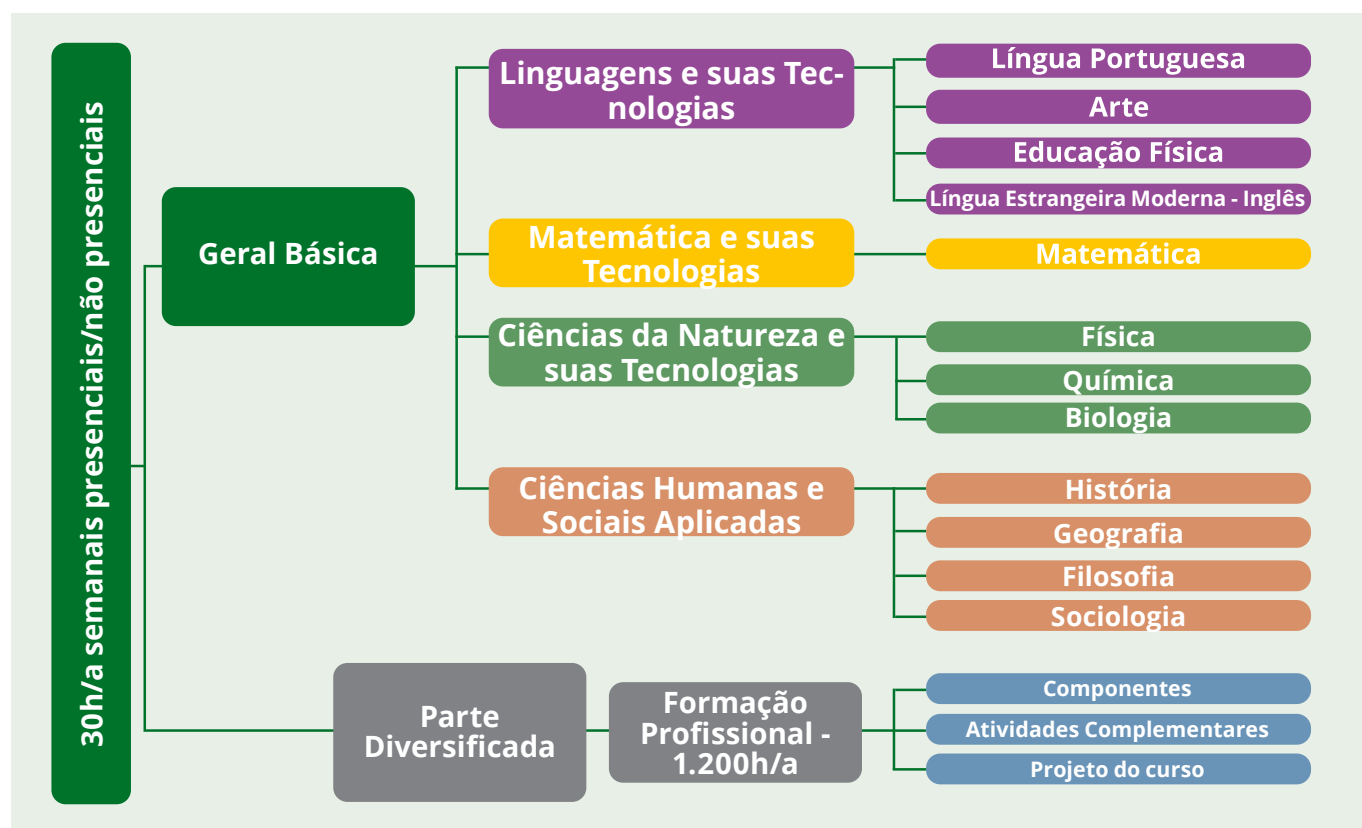 30h/a semanais presenciais/não presenciais
Geral Básica
Linguagens e suas Tec-
nologias
Língua Portuguesa
Arte
Educação Física
Língua Estrangeira Moderna - Inglês
Matemática e suas
Tecnologias
Matemática
Ciências da Natureza e
suas Tecnologias
Física
Química
Biologia
Ciências Humanas e
Sociais Aplicadas
História
Geografia
Filosofia
Sociologia
Parte
Diversificada
Formação
Profissional -
1.200h/a
Componentes
Atividades Complementares
Projeto do curso